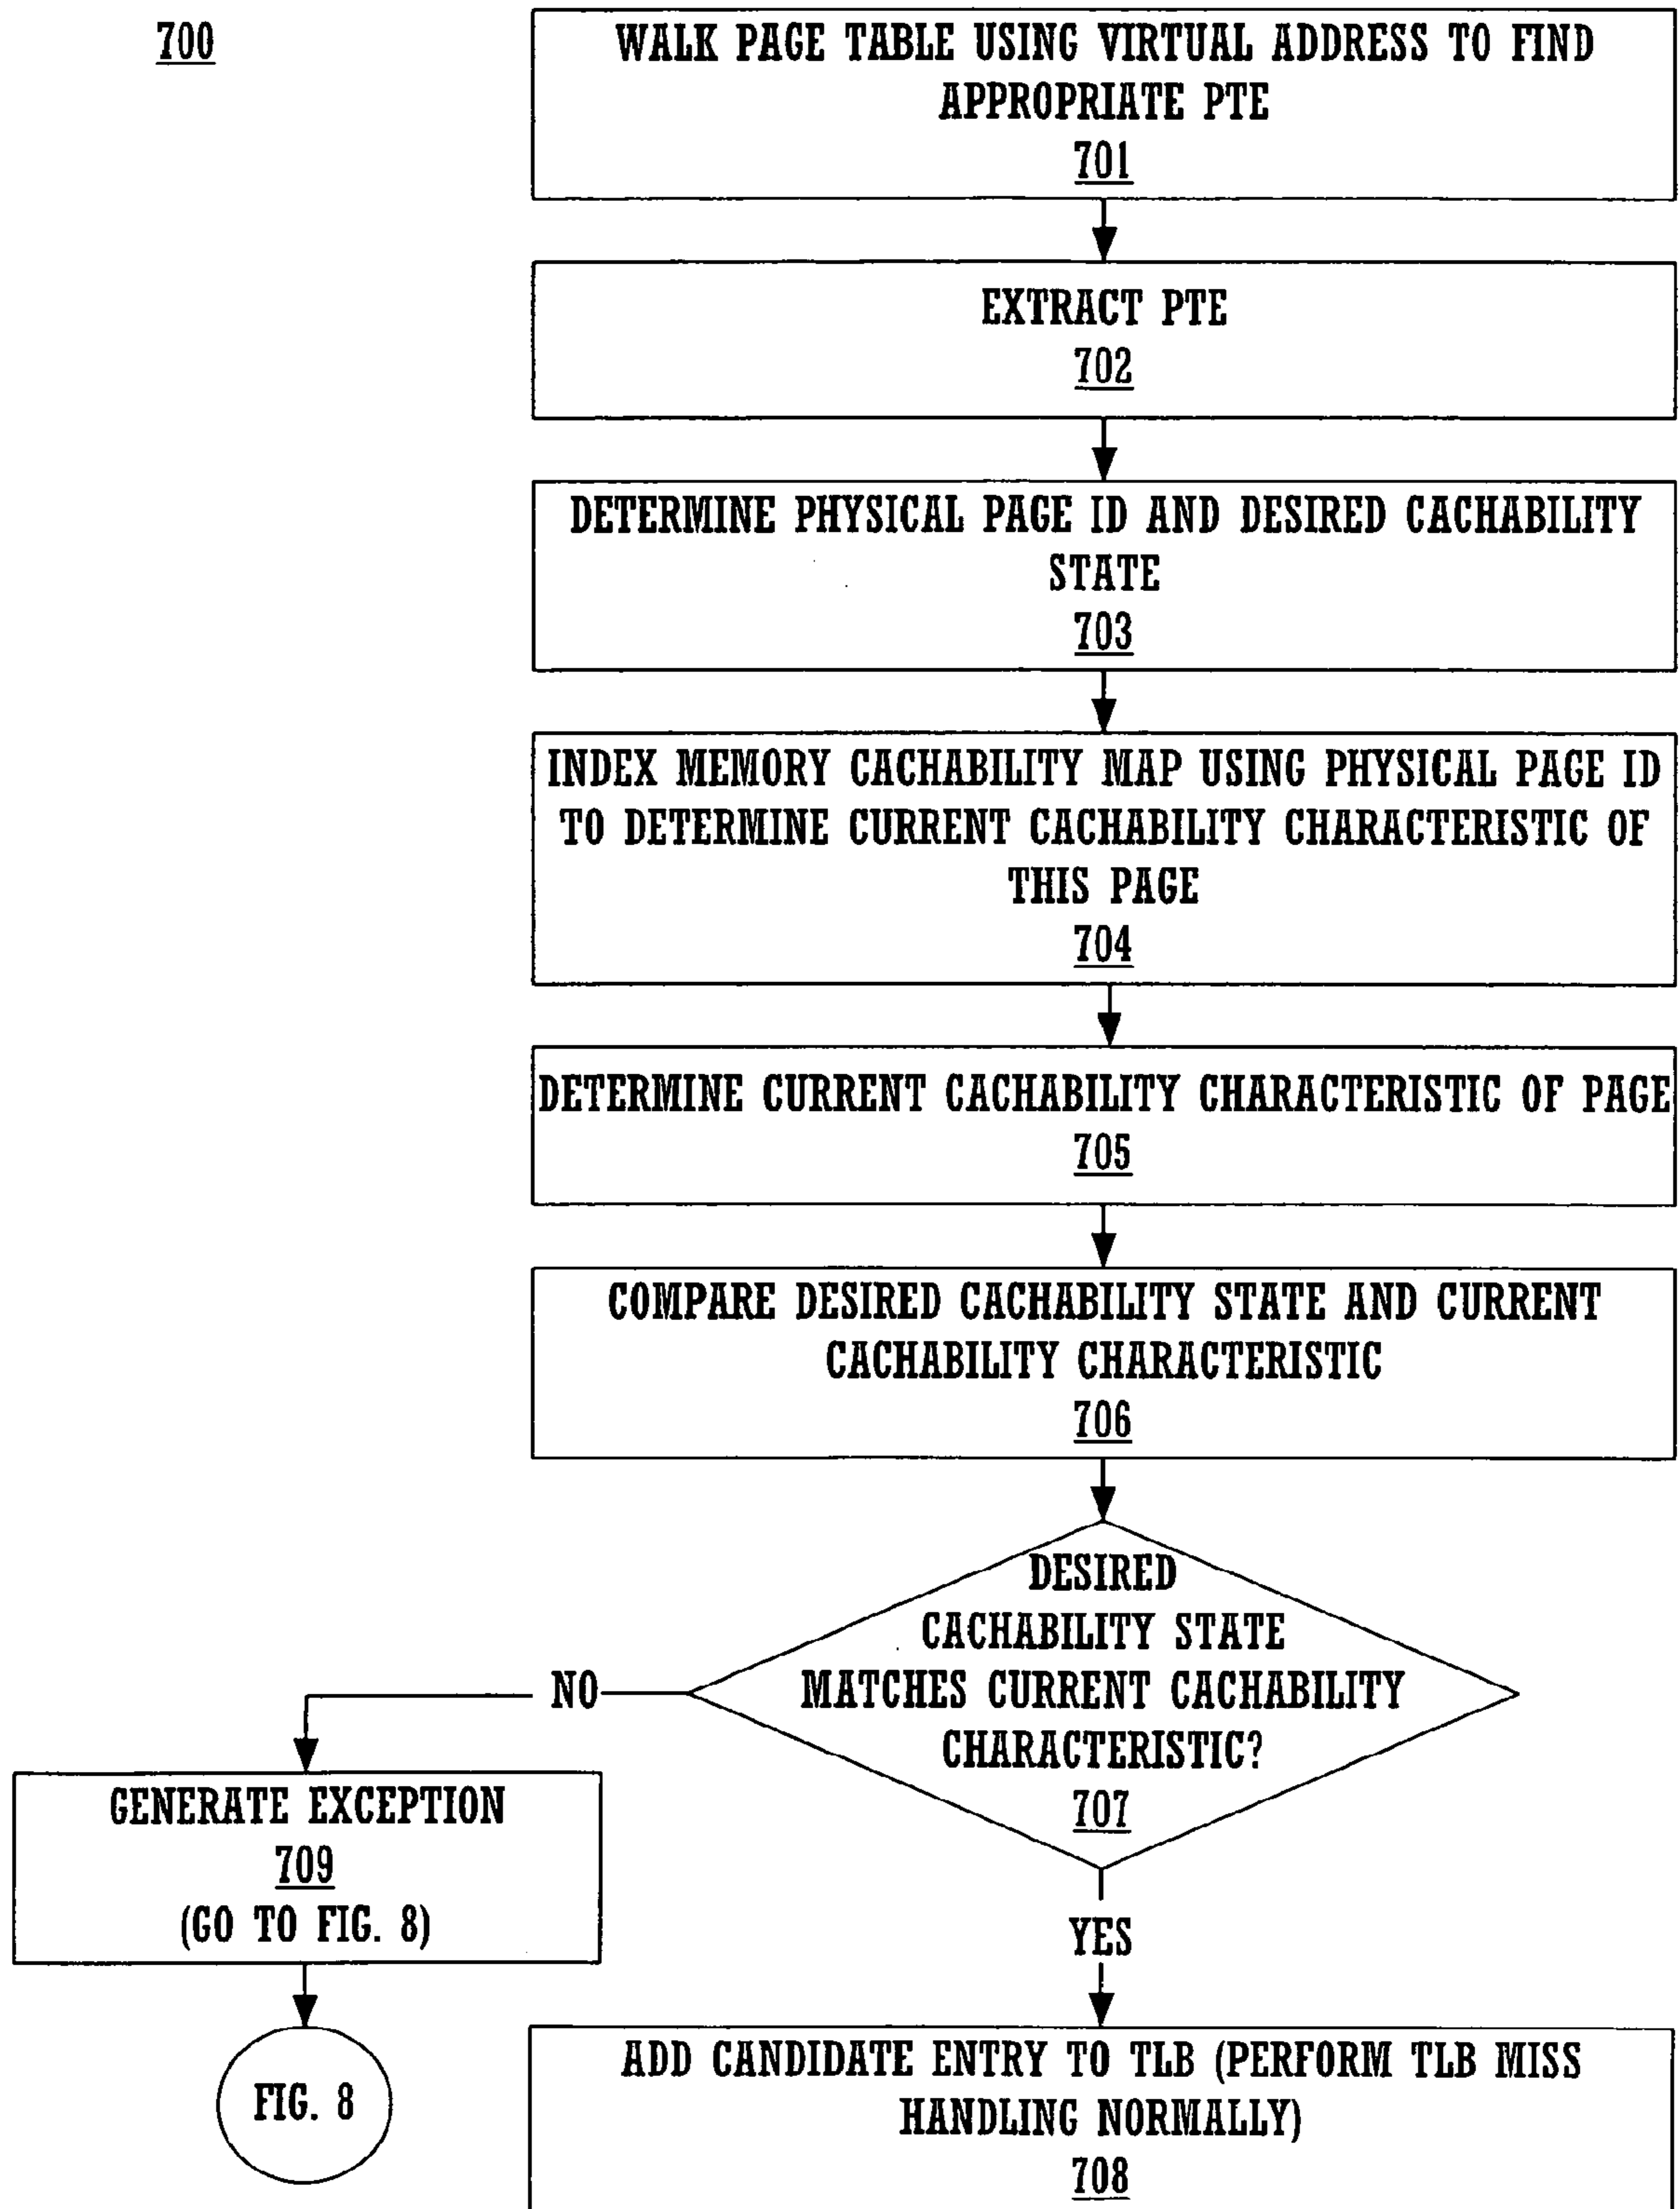 700
WALK PAGE TABLE USING VIRTUAL ADDRESS TO FIND
APPROPRIATE PTE
701
EXTRACT PTE
702
DETERMINE PHYSICAL PAGE ID AND DESIRED CACHABILITY
STATE
703
INDEX MEMORY CACHABILITY MAP USING PHYSICAL PAGE ID
TO DETERMINE CURRENT CACHABILITY CHARACTERISTIC OF
THIS PAGE
704
DETERMINE CURRENT CACHABILITY CHARACTERISTIC OF PAGE
705
COMPARE DESIRED CACHABILITY STATE AND CURRENT
CACHABILITY CHARACTERISTIC
706
DESIRED
CACHABILITY STATE
MATCHES CURRENT CACHABILITY
CHARACTERISTIC?
707
NO
GENERATE EXCEPTION
709
(GO TO FIG. 8)
FIG. 8
YES
ADD CANDIDATE ENTRY TO TLB (PERFORM TLB MISS
HANDLING NORMALLY)
708